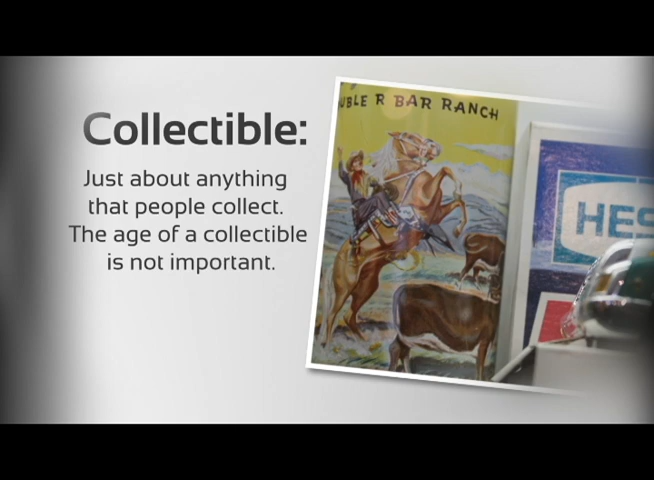 Collectible:
Just about anything
that people collect.
The age of a collectible
is not important.
UBLE R BAR RANCH
HES